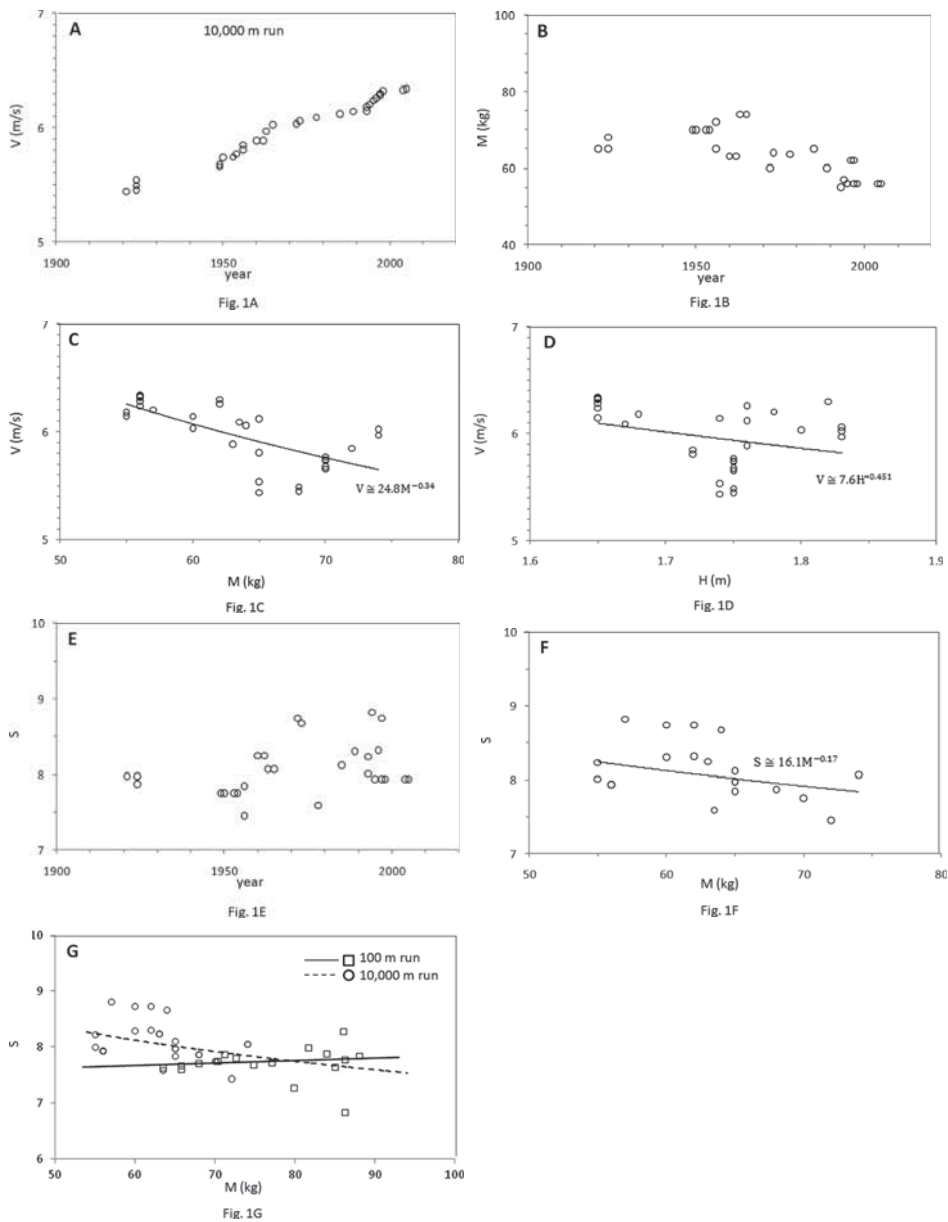 A
10,000 m run
7
6
5
V (m/s)
1900
1950
2000
year
Fig. 1A
B
100
80
60
40
M (kg)
1900
1950
2000
year
Fig. 1B
C
7
6
5
V (m/s)
V ≅ 24.8M^−0.34
50
60
70
80
M (kg)
Fig. 1C
D
7
6
5
V (m/s)
V ≅ 7.6H^−0.451
1.6
1.7
1.8
1.9
H (m)
Fig. 1D
E
10
9
8
7
S
1900
1950
2000
year
Fig. 1E
F
10
9
8
7
S
S ≅ 16.1M^−0.17
50
60
70
80
M (kg)
Fig. 1F
G
10
9
8
7
6
S
100 m run
10,000 m run
50
60
70
80
90
100
M (kg)
Fig. 1G